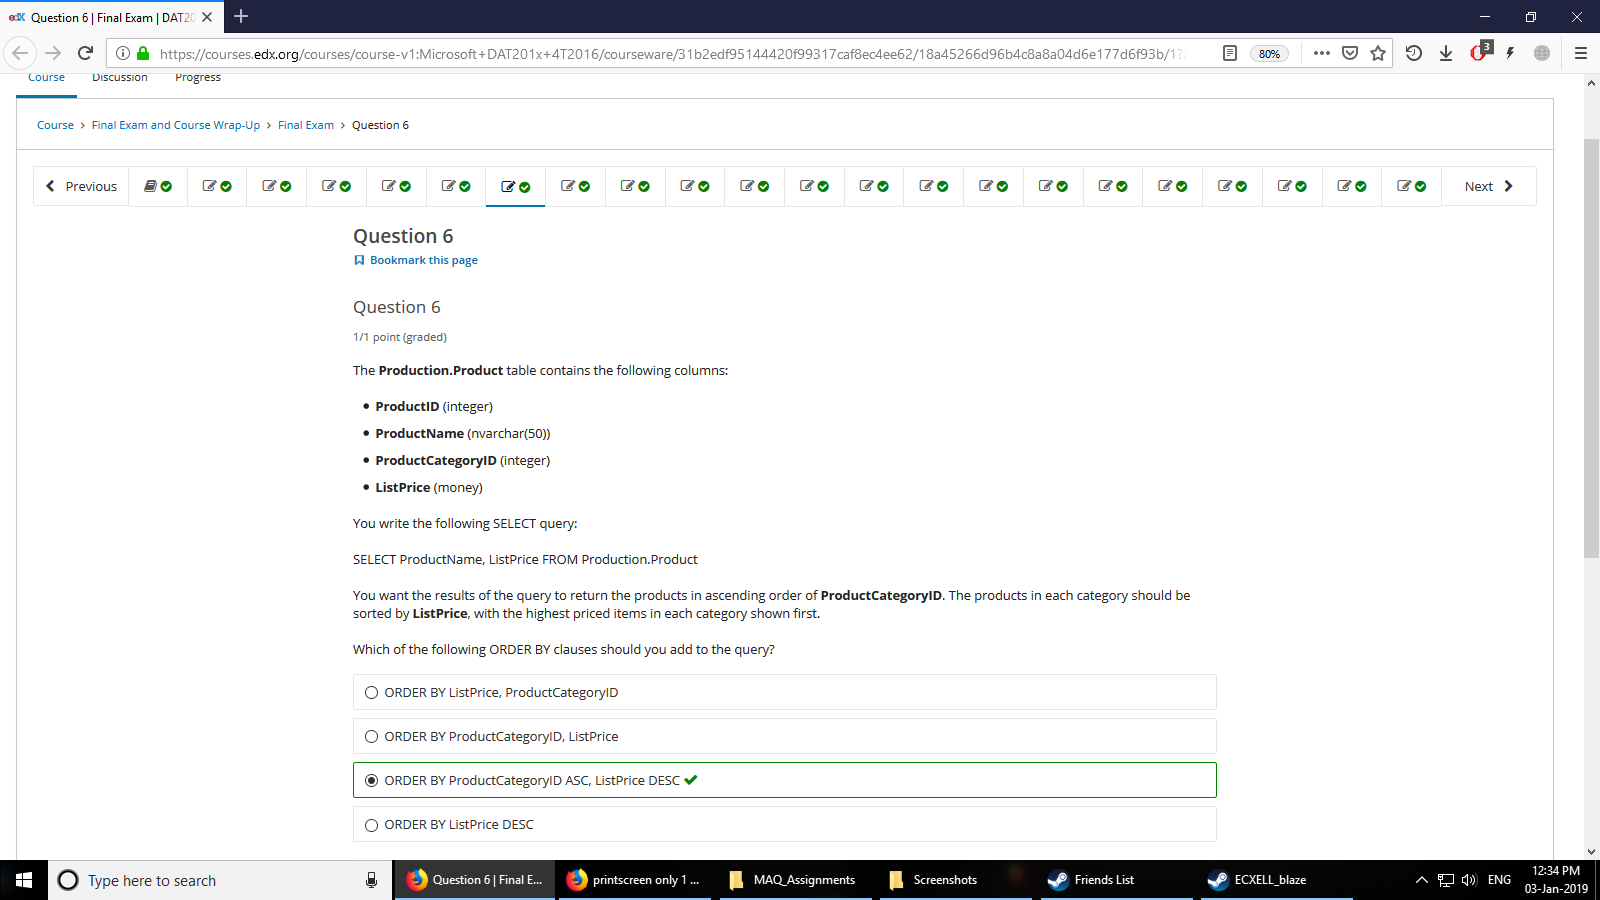 edX Question 6 | Final Exam | DAT20
https://courses.edx.org/courses/course-v1:Microsoft+DAT201x+4T2016/courseware/31b2edf95144420f99317caf8ec4ee62/18a45266d96b4c8a8a04d6e177d6f93b/1?
80%
3
Course Discussion Progress
Course > Final Exam and Course Wrap-Up > Final Exam > Question 6
Previous
Next
Question 6
Bookmark this page
Question 6
1/1 point (graded)
The Production.Product table contains the following columns:
• ProductID (integer)
• ProductName (nvarchar(50))
• ProductCategoryID (integer)
• ListPrice (money)
You write the following SELECT query:
SELECT ProductName, ListPrice FROM Production.Product
You want the results of the query to return the products in ascending order of ProductCategoryID. The products in each category should be
sorted by ListPrice, with the highest priced items in each category shown first.
Which of the following ORDER BY clauses should you add to the query?
ORDER BY ListPrice, ProductCategoryID
ORDER BY ProductCategoryID, ListPrice
ORDER BY ProductCategoryID ASC, ListPrice DESC
ORDER BY ListPrice DESC
Type here to search
Question 6 | Final E...
printscreen only 1 ...
MAQ_Assignments
Screenshots
Friends List
ECXELL_blaze
ENG
12:34 PM
03-Jan-2019